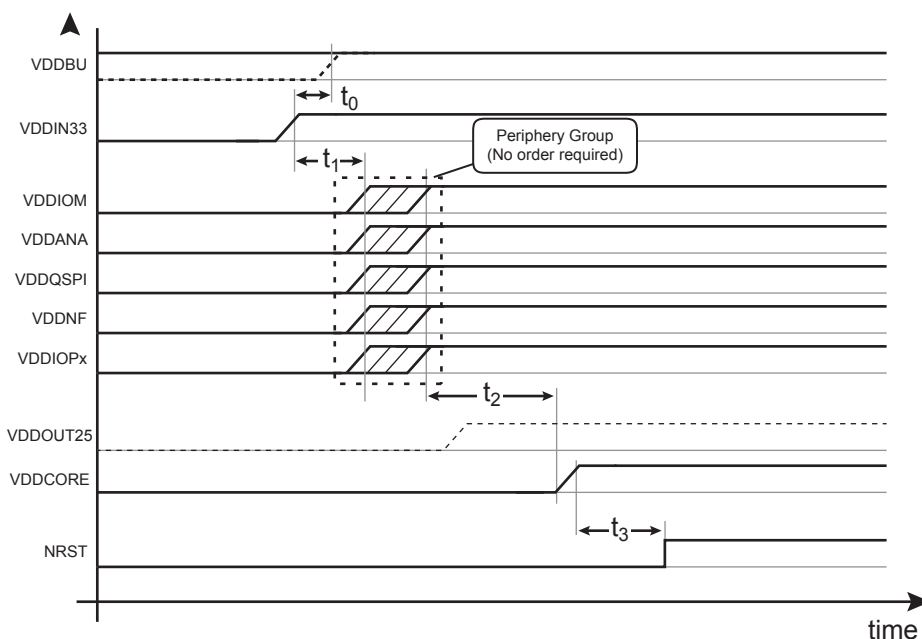 VDDBU
t0
VDDIN33
Periphery Group
(No order required)
t1
VDDIOM
VDDANA
VDDQSPI
VDDNF
VDDIOPx
t2
VDDOUT25
VDDCORE
t3
NRST
time